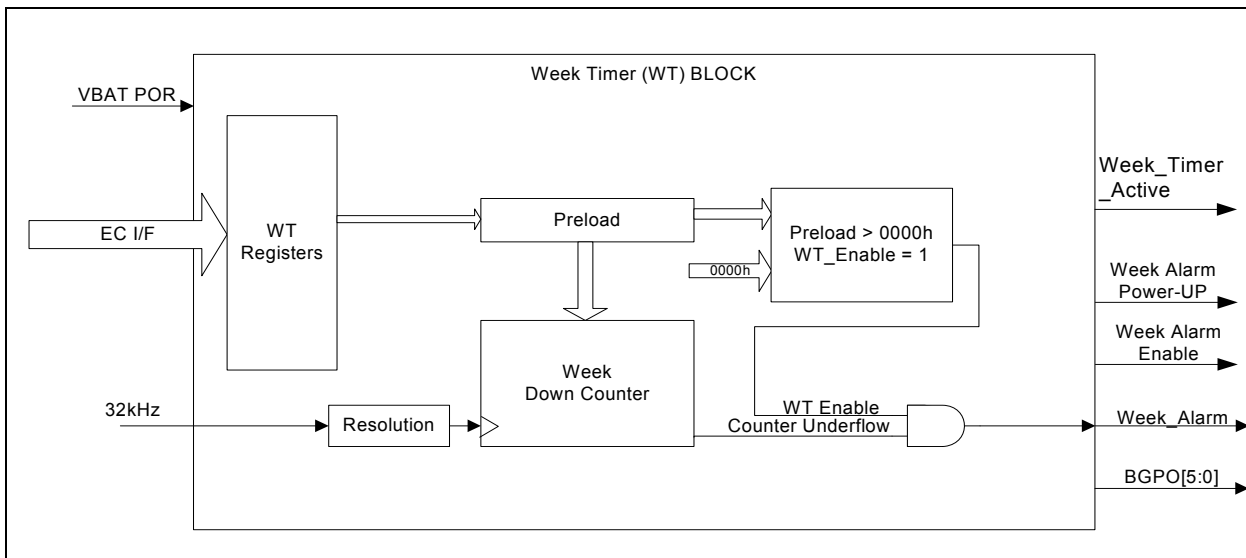 Week Timer (WT) BLOCK
VBAT POR
EC I/F
WT
Registers
Preload
0000h
Preload > 0000h
WT_Enable = 1
Week
Down Counter
32kHz
Resolution
WT Enable
Counter Underflow
Week_Timer
_Active
Week Alarm
Power-UP
Week Alarm
Enable
Week_Alarm
BGPO[5:0]